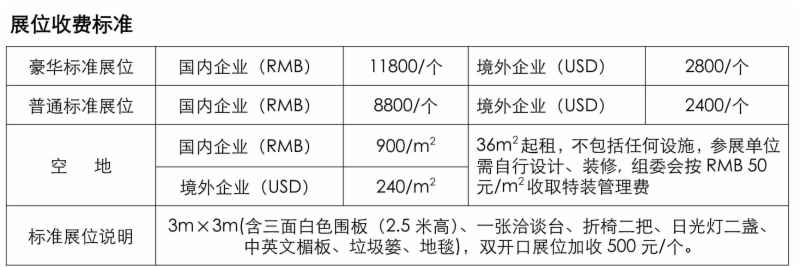 展位收费标准
豪华标准展位 国内企业（RMB） 11800/个 境外企业（USD） 2800/个
普通标准展位 国内企业（RMB） 8800/个 境外企业（USD） 2400/个
空 地
国内企业（RMB） 900/m²
境外企业（USD） 240/m²
36m²起租，不包括任何设施，参展单位
需自行设计、装修, 组委会按 RMB 50
元/m²收取特装管理费
标准展位说明
3m×3m(含三面白色围板（2.5 米高）、一张洽谈台、折椅二把、日光灯二盏、
中英文楣板、垃圾篓、地毯)，双开口展位加收 500 元/个。